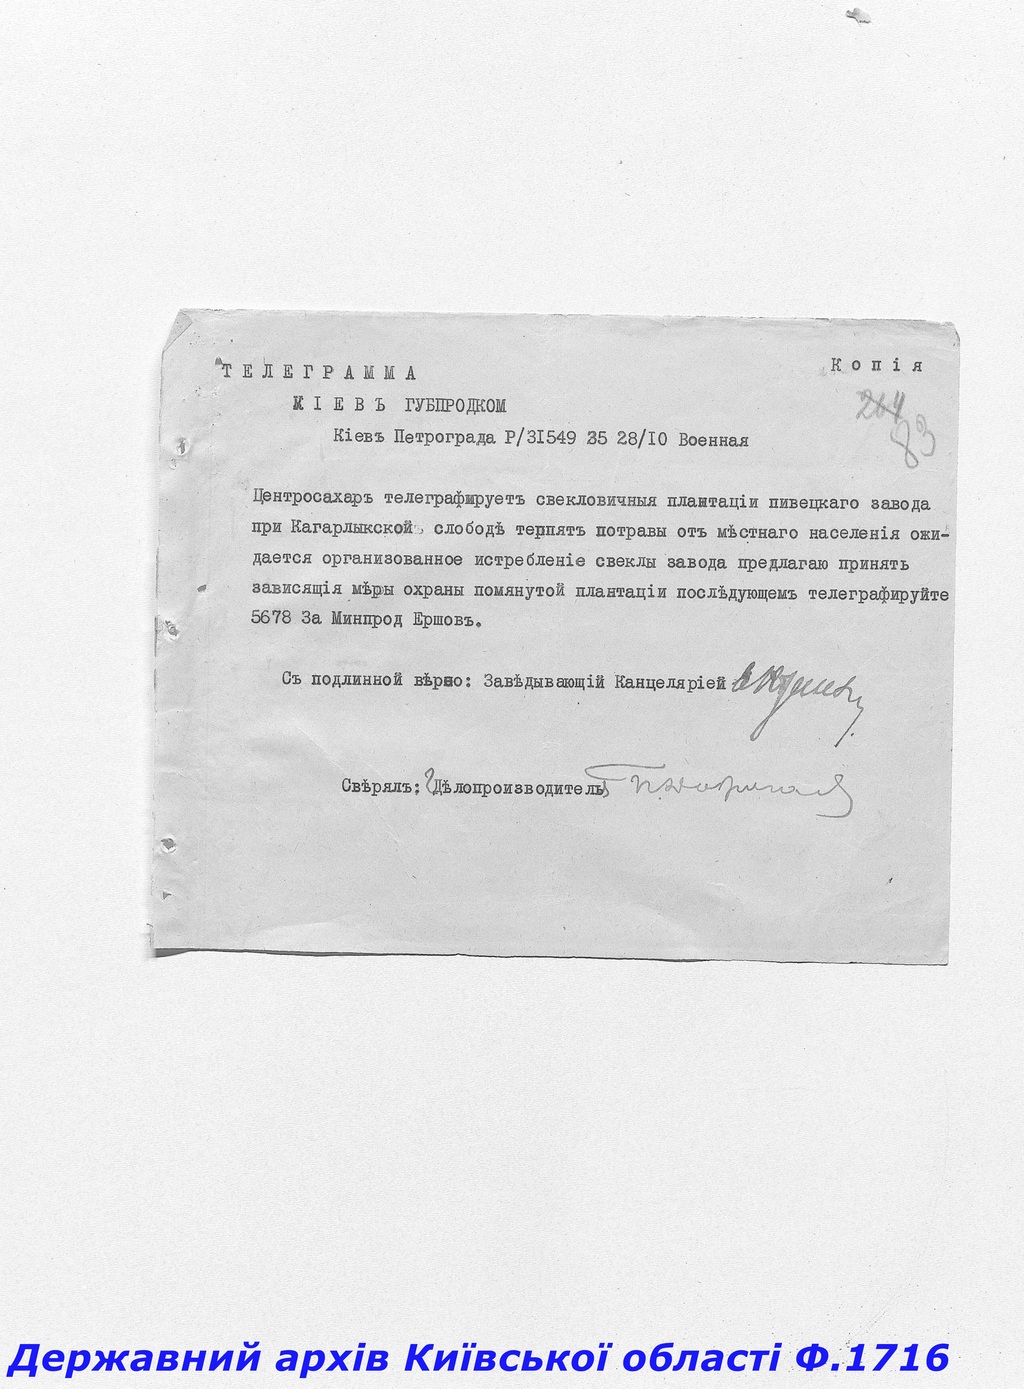 Копія
ТЕЛЕГРАММА
264
83
КІЕВЪ ГУБПРОДКОМ
Кіевъ Петрограда Р/31549 35 28/10 Военная
Центросахаръ телеграфируетъ свекловичныя плантаціи пивецкаго завода
при Кагарлыкской слободѣ терпятъ потравы отъ мѣстнаго населенія ожи-
дается организованное истребленіе свеклы завода предлагаю принять
зависящія мѣры охраны помянутой плантаціи послѣдующемъ телеграфируйте
5678 За Минпрод Ершовъ.
Съ подлинной вѣрно: Завѣдывающій Канцеляріей
Свѣрялъ: Дѣлопроизводитель
Державний архів Київської області Ф.1716